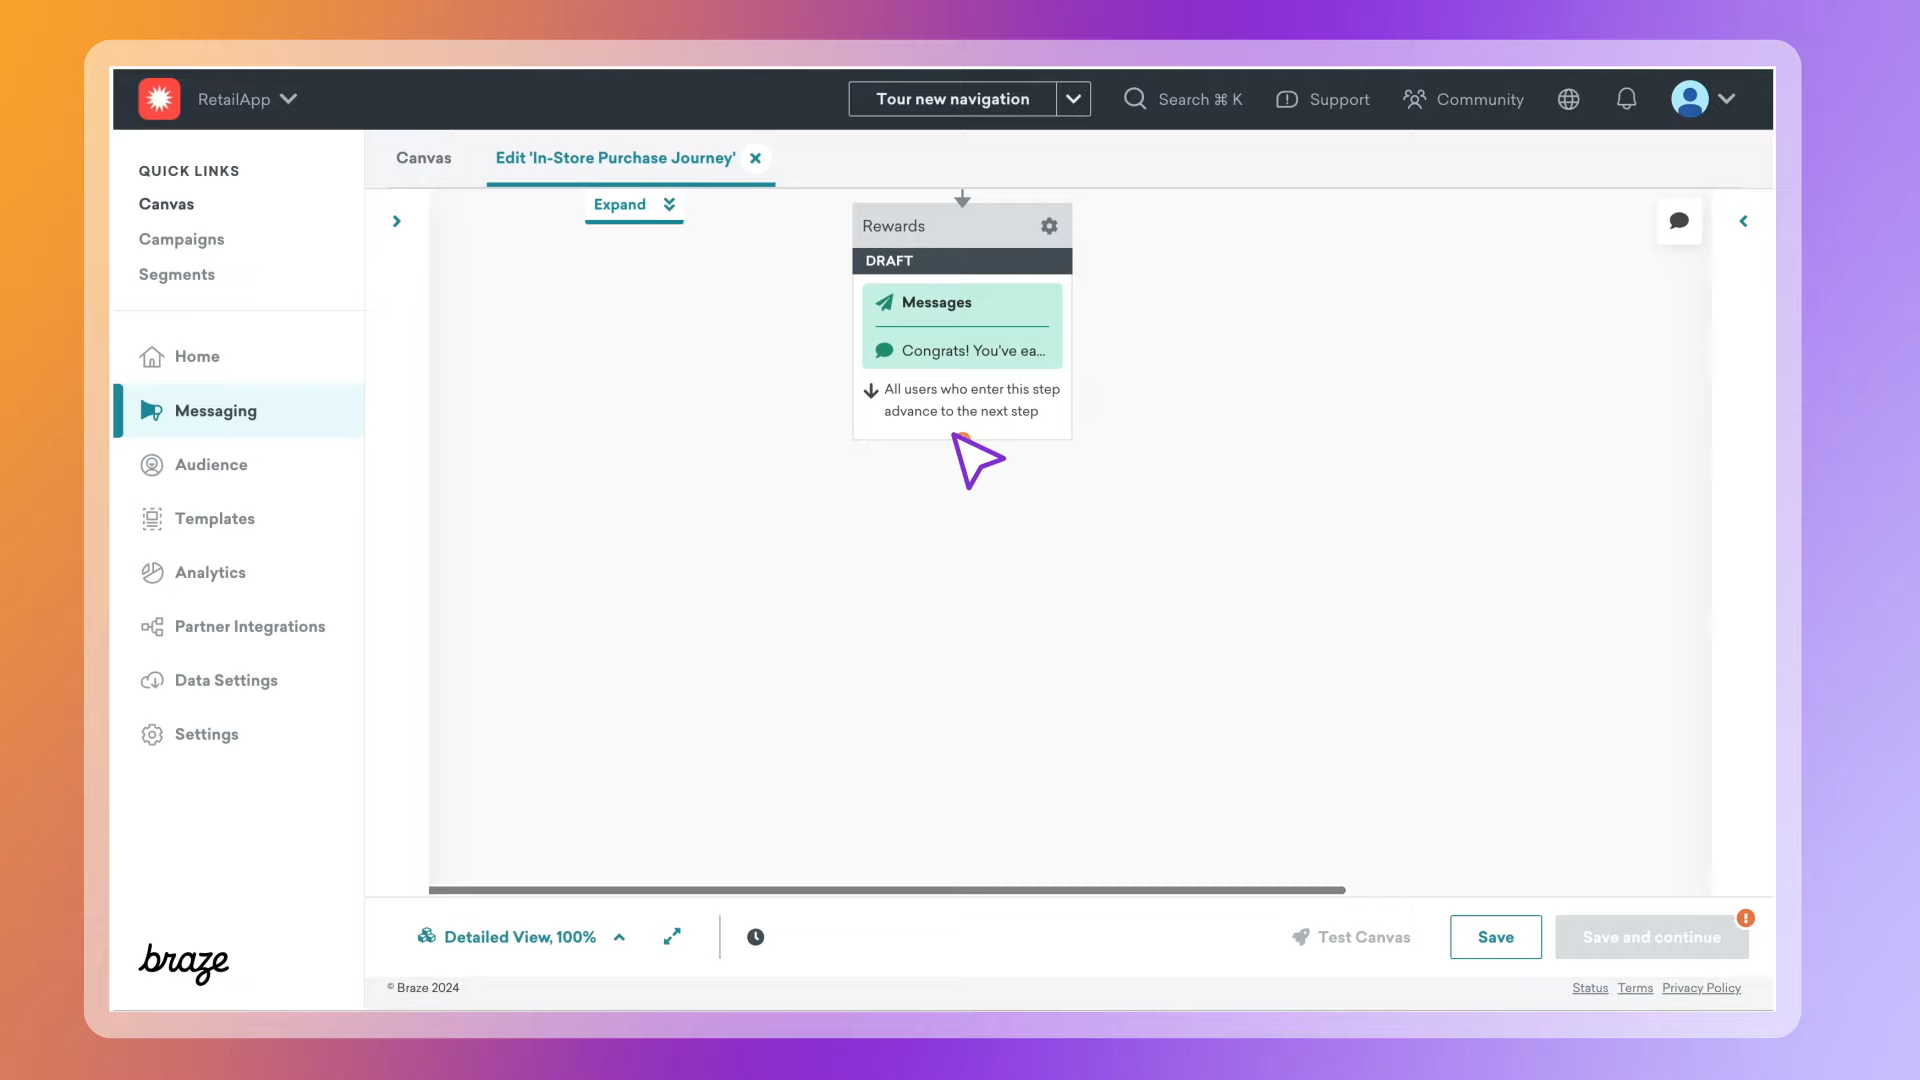 RetailApp
Tour new navigation
Search ⌘ K
Support
Community
QUICK LINKS
Canvas
Campaigns
Segments
Home
Messaging
Audience
Templates
Analytics
Partner Integrations
Data Settings
Settings
braze
Canvas
Edit 'In-Store Purchase Journey'
Expand
Rewards
DRAFT
Messages
Congrats! You've ea...
All users who enter this step
advance to the next step
Detailed View, 100%
Test Canvas
Save
Save and continue
© Braze 2024
Status Terms Privacy Policy